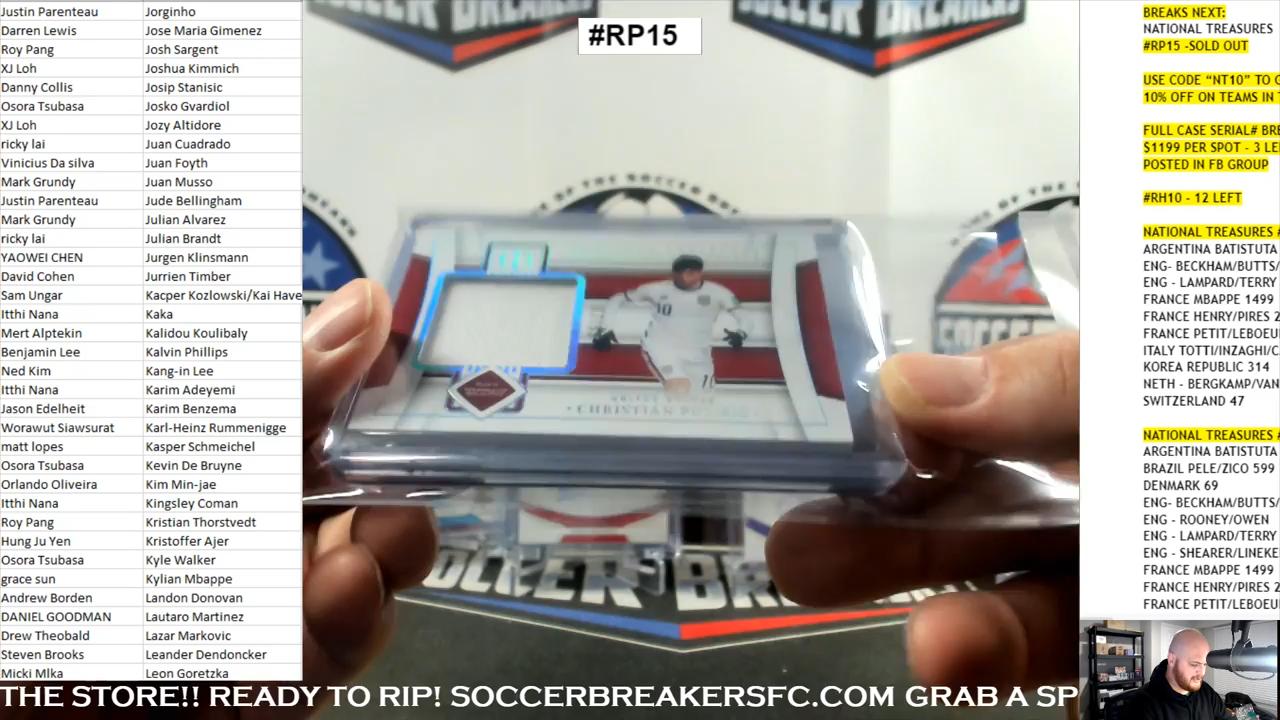 Justin Parenteau Jorginho
Darren Lewis Jose Maria Gimenez
Roy Pang Josh Sargent
XJ Loh Joshua Kimmich
Danny Collis Josip Stanisic
Osora Tsubasa Josko Gvardiol
XJ Loh Jozy Altidore
ricky lai Juan Cuadrado
Vinicius Da silva Juan Foyth
Mark Grundy Juan Musso
Justin Parenteau Jude Bellingham
Mark Grundy Julian Alvarez
ricky lai Julian Brandt
YAOWEI CHEN Jurgen Klinsmann
David Cohen Jurrien Timber
Sam Ungar Kacper Kozlowski/Kai Have
Itthi Nana Kaka
Mert Alptekin Kalidou Koulibaly
Benjamin Lee Kalvin Phillips
Ned Kim Kang-in Lee
Itthi Nana Karim Adeyemi
Jason Edelheit Karim Benzema
Worawut Siawsurat Karl-Heinz Rummenigge
matt lopes Kasper Schmeichel
Osora Tsubasa Kevin De Bruyne
Orlando Oliveira Kim Min-jae
Itthi Nana Kingsley Coman
Roy Pang Kristian Thorstvedt
Hung Ju Yen Kristoffer Ajer
Osora Tsubasa Kyle Walker
grace sun Kylian Mbappe
Andrew Borden Landon Donovan
DANIEL GOODMAN Lautaro Martinez
Drew Theobald Lazar Markovic
Steven Brooks Leander Dendoncker
Micki Mlka Leon Goretzka
#RP15
SOCCER BREAKERS
CHRISTIAN
10
SOCCER BREA
BREAKS NEXT:
NATIONAL TREASURES
#RP15 -SOLD OUT
USE CODE “NT10” TO G
10% OFF ON TEAMS IN T
FULL CASE SERIAL# BRE
$1199 PER SPOT - 3 LE
POSTED IN FB GROUP
#RH10 - 12 LEFT
NATIONAL TREASURES #
ARGENTINA BATISTUTA
ENG- BECKHAM/BUTTS/
ENG - LAMPARD/TERRY
FRANCE MBAPPE 1499
FRANCE HENRY/PIRES 2
FRANCE PETIT/LEBOEU
ITALY TOTTI/INZAGHI/C
KOREA REPUBLIC 314
NETH - BERGKAMP/VAN
SWITZERLAND 47
NATIONAL TREASURES #
ARGENTINA BATISTUTA
BRAZIL PELE/ZICO 599
DENMARK 69
ENG- BECKHAM/BUTTS/
ENG - ROONEY/OWEN
ENG - LAMPARD/TERRY
ENG - SHEARER/LINEKE
FRANCE MBAPPE 1499
FRANCE HENRY/PIRES 2
FRANCE PETIT/LEBOEU
THE STORE!! READY TO RIP! SOCCERBREAKERSFC.COM GRAB A SP